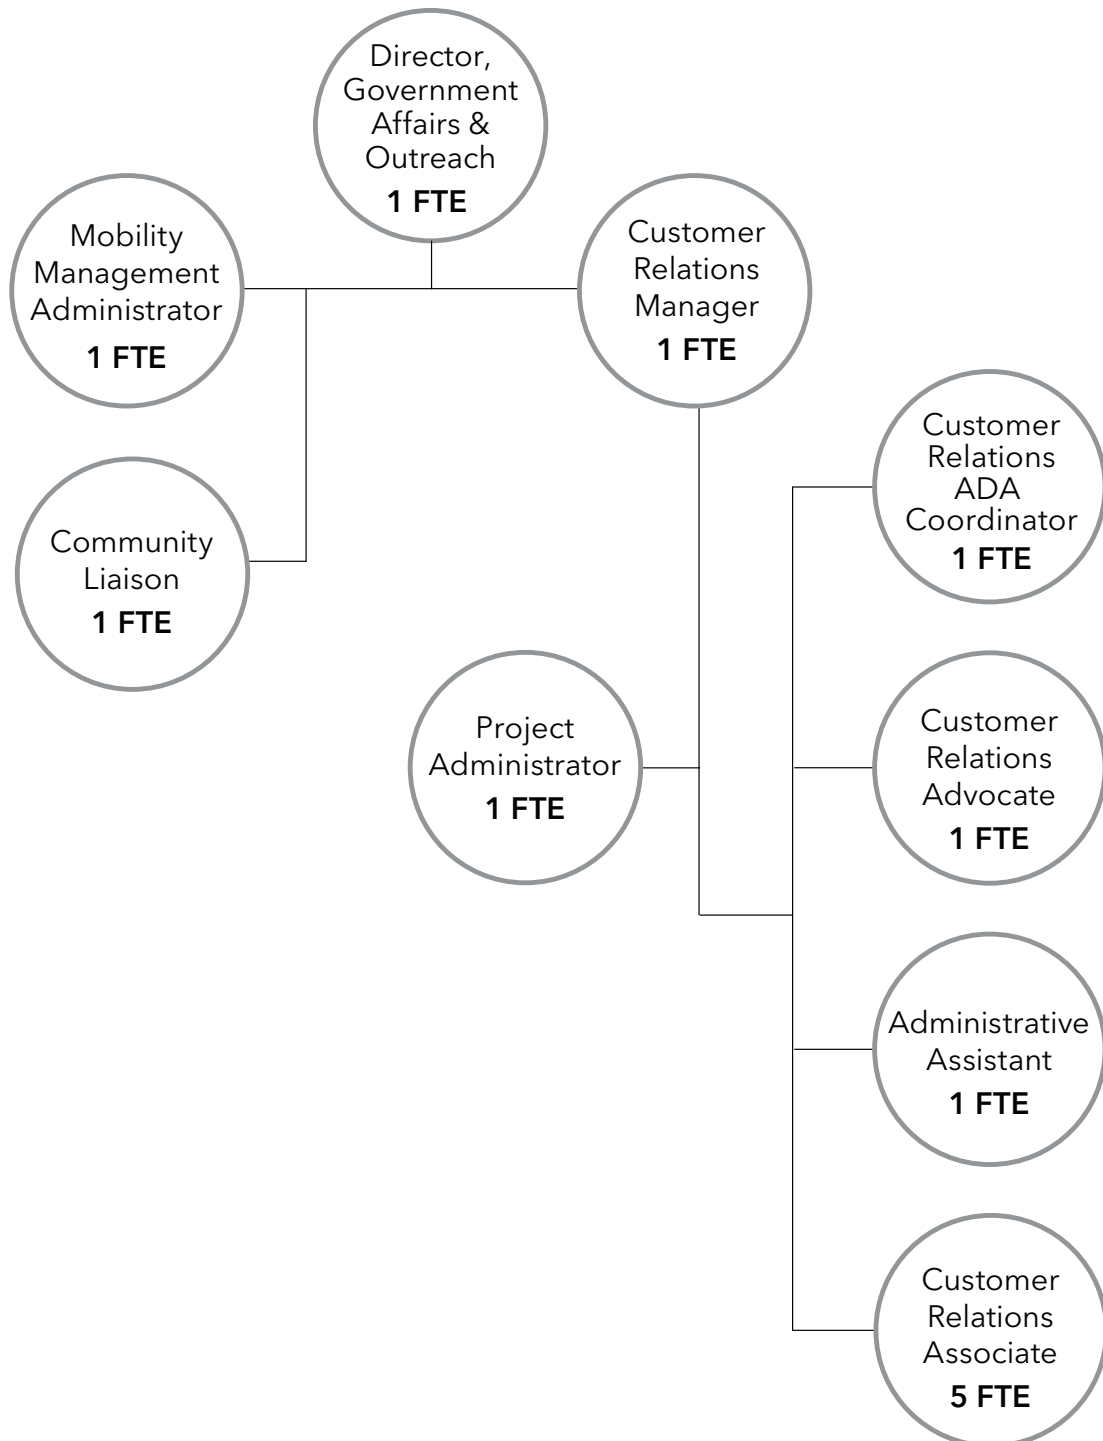 Director,
Government
Affairs &
Outreach
1 FTE
Mobility
Management
Administrator
1 FTE
Customer
Relations
Manager
1 FTE
Community
Liaison
1 FTE
Customer
Relations
ADA
Coordinator
1 FTE
Project
Administrator
1 FTE
Customer
Relations
Advocate
1 FTE
Administrative
Assistant
1 FTE
Customer
Relations
Associate
5 FTE